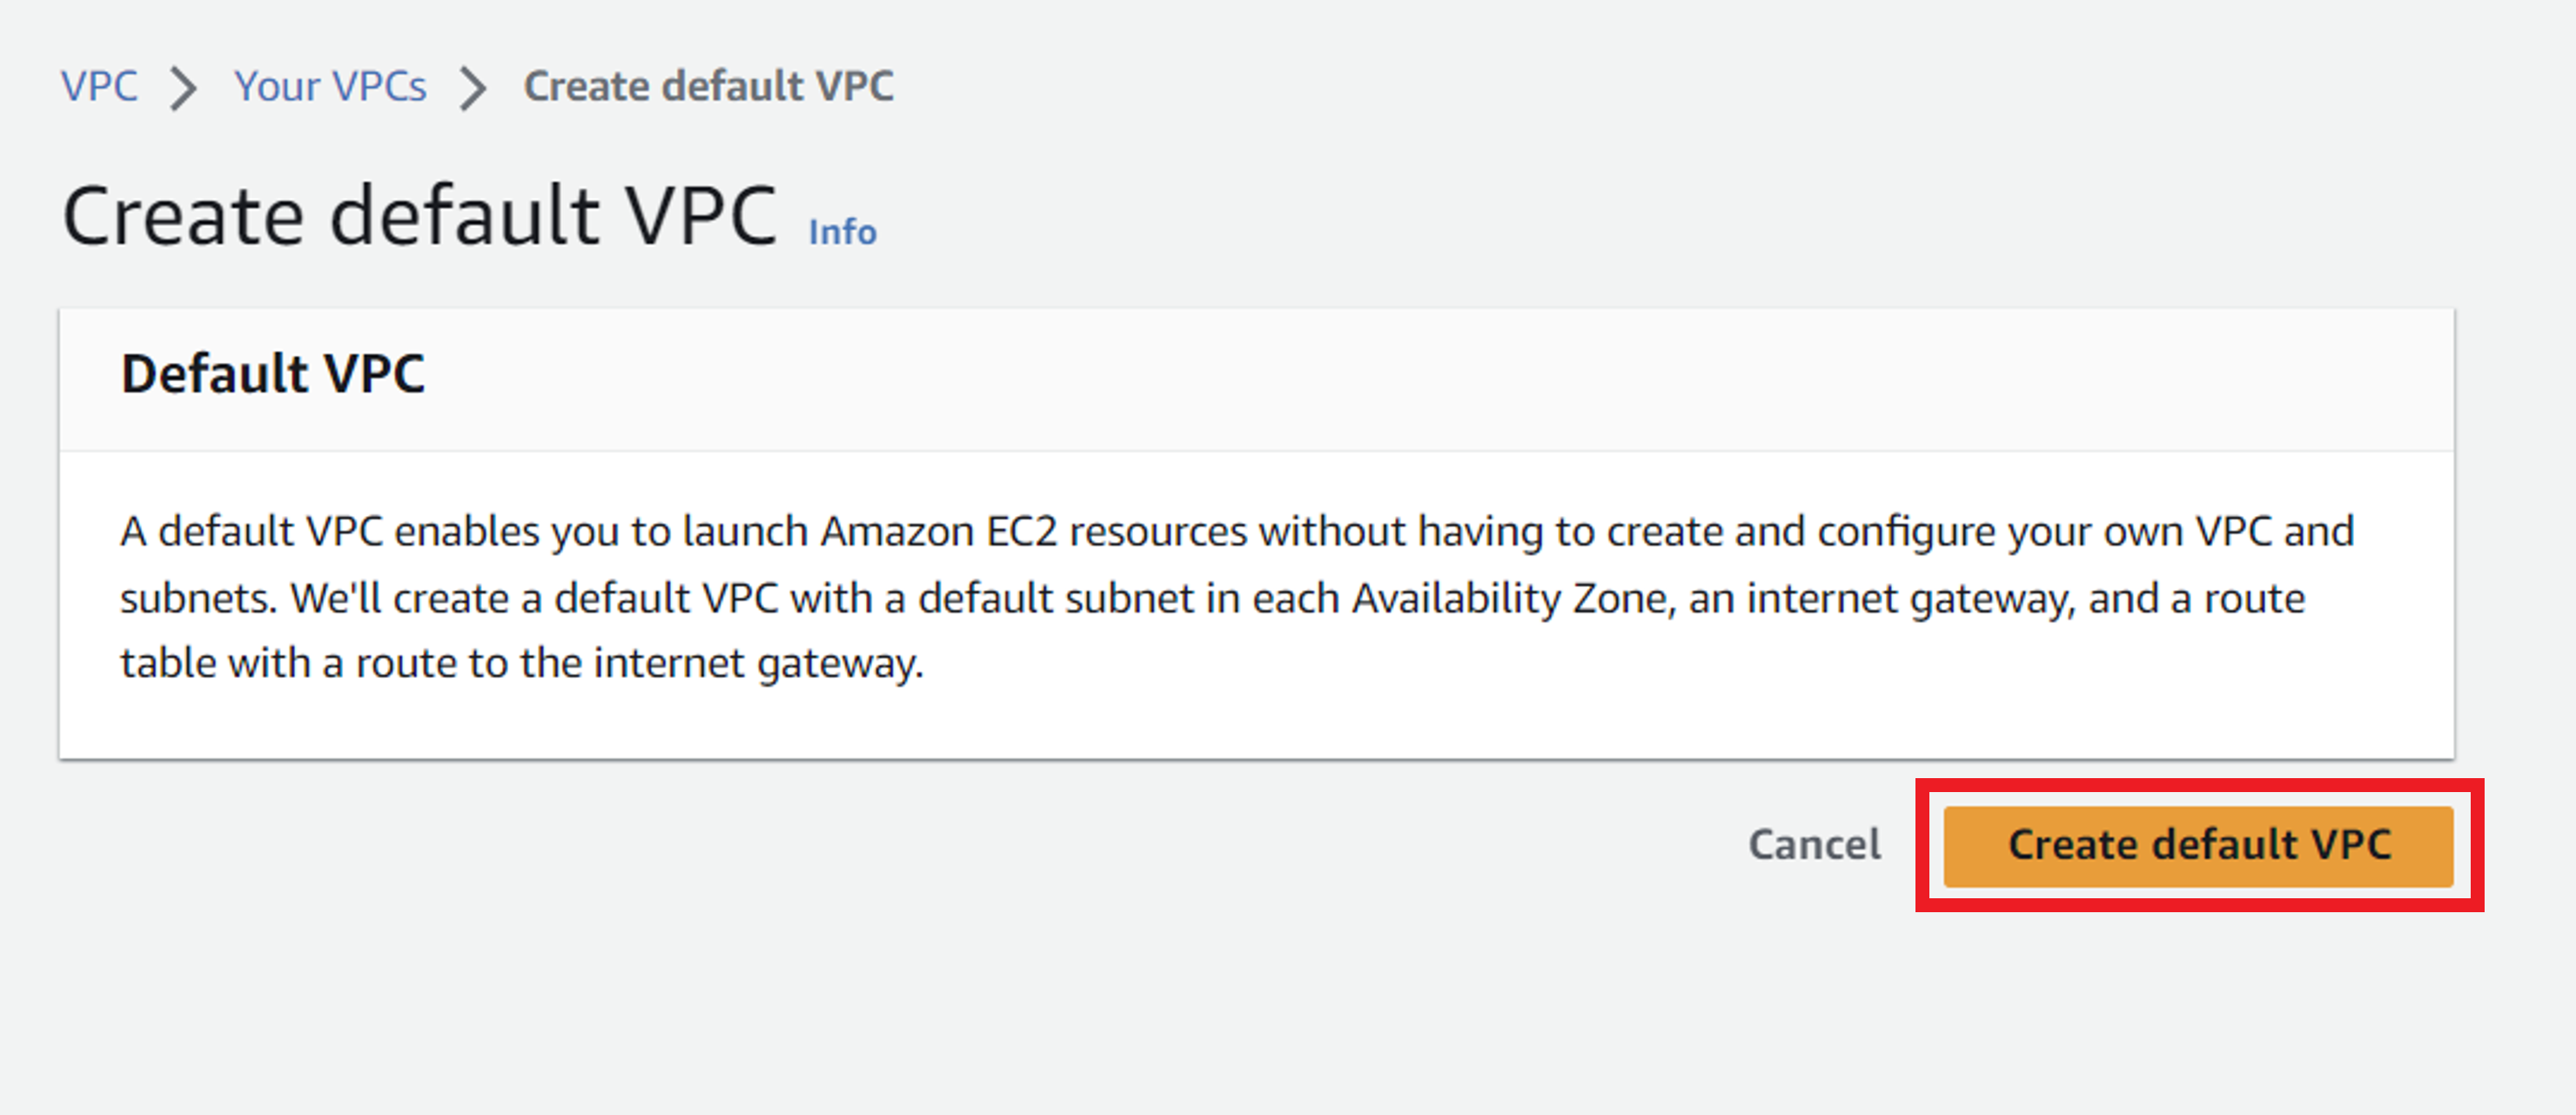 VPC > Your VPCs > Create default VPC
Create default VPC Info
Default VPC
A default VPC enables you to launch Amazon EC2 resources without having to create and configure your own VPC and
subnets. We'll create a default VPC with a default subnet in each Availability Zone, an internet gateway, and a route
table with a route to the internet gateway.
Cancel Create default VPC